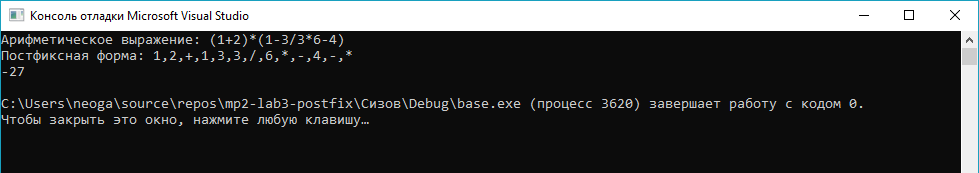 Консоль отладки Microsoft Visual Studio
Арифметическое выражение: (1+2)*(1-3/3*6-4)
Постфиксная форма: 1,2,+,1,3,3,/,6,*,-,4,-,*
-27
C:\Users\neoga\source\repos\mp2-lab3-postfix\Сизов\Debug\base.exe (процесс 3620) завершает работу с кодом 0.
Чтобы закрыть это окно, нажмите любую клавишу…